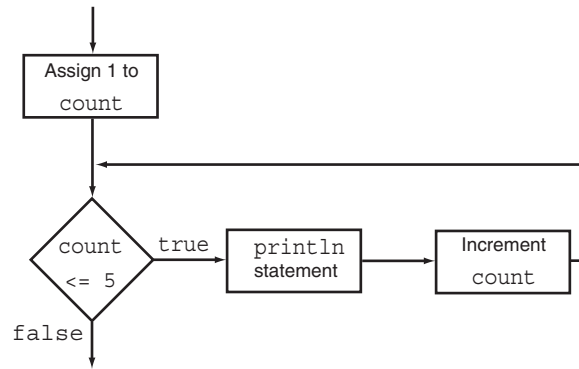 Assign 1 to
count
count
<= 5
true
println
statement
Increment
count
false